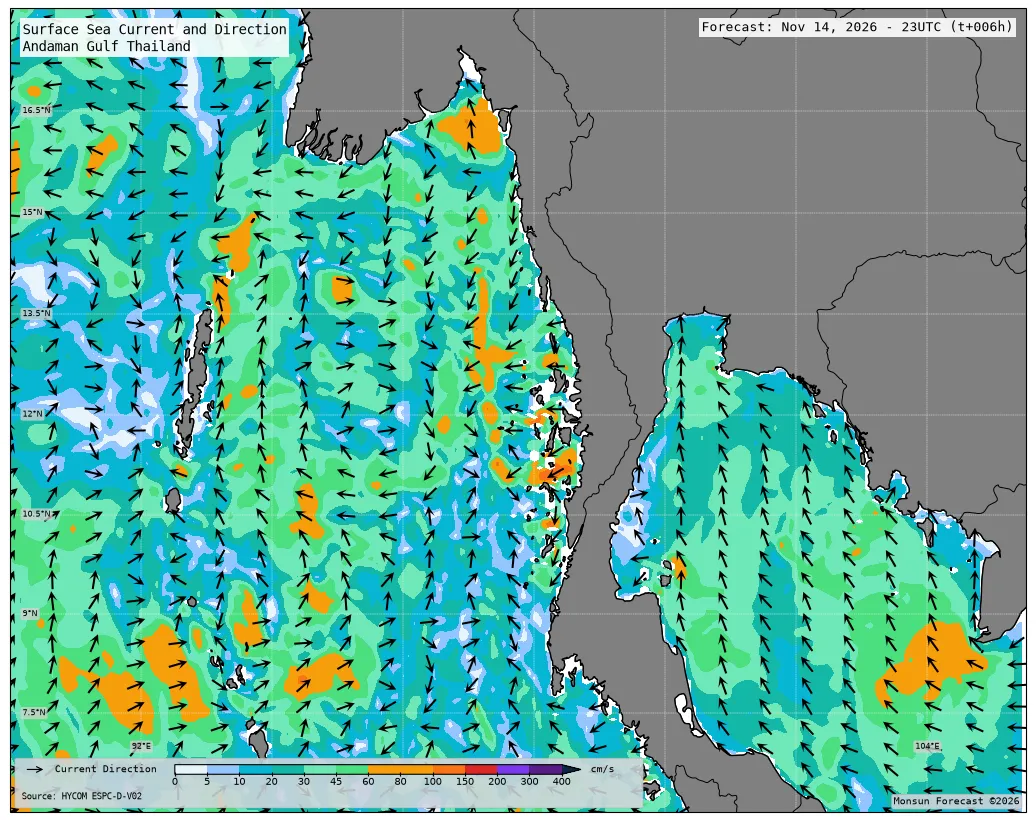 Surface Sea Current and Direction
Andaman Gulf Thailand
Forecast: Nov 14, 2026 - 23UTC (t+006h)
16.5°N
15°N
13.5°N
12°N
10.5°N
9°N
7.5°N
92°E
104°E
Current Direction
0 5 10 20 30 45 60 80 100 150 200 300 400 cm/s
Source: HYCOM ESPC-D-V02
Monsun Forecast ©2026